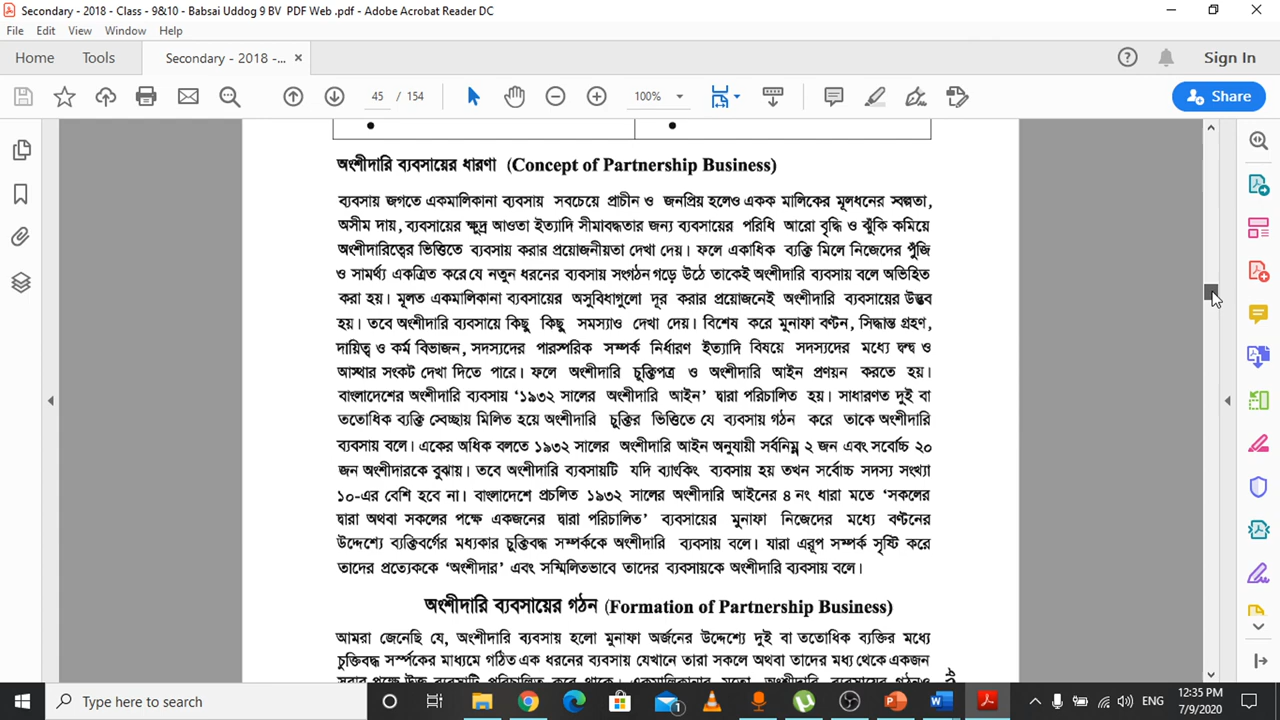 Secondary - 2018 - Class - 9&10 - Babsai Uddog 9 BV PDF Web .pdf - Adobe Acrobat Reader DC
File Edit View Window Help
Home Tools Secondary - 2018 -... × Sign In
45 / 154 100% Share
অংশীদারি ব্যবসায়ের ধারণা (Concept of Partnership Business)
ব্যবসায় জগতে একমালিকানা ব্যবসায় সবচেয়ে প্রাচীন ও জনপ্রিয় হলেও একক মালিকের মূলধনের স্বল্পতা,
অসীম দায়, ব্যবসায়ের ক্ষুদ্র আওতা ইত্যাদি সীমাবদ্ধতার জন্য ব্যবসায়ের পরিধি আরো বৃদ্ধি ও ঝুঁকি কমিয়ে
অংশীদারিত্বের ভিত্তিতে ব্যবসায় করার প্রয়োজনীয়তা দেখা দেয়। ফলে একাধিক ব্যক্তি মিলে নিজেদের পুঁজি
ও সামর্থ্য একত্রিত করে যে নতুন ধরনের ব্যবসায় সংগঠন গড়ে উঠে তাকেই অংশীদারি ব্যবসায় বলে অভিহিত
করা হয়। মূলত একমালিকানা ব্যবসায়ের অসুবিধাগুলো দূর করার প্রয়োজনেই অংশীদারি ব্যবসায়ের উদ্ভব
হয়। তবে অংশীদারি ব্যবসায়ে কিছু কিছু সমস্যাও দেখা দেয়। বিশেষ করে মুনাফা বণ্টন, সিদ্ধান্ত গ্রহণ,
দায়িত্ব ও কর্ম বিভাজন, সদস্যদের পারস্পরিক সম্পর্ক নির্ধারণ ইত্যাদি বিষয়ে সদস্যদের মধ্যে দ্বন্দ্ব ও
আস্থার সংকট দেখা দিতে পারে। ফলে অংশীদারি চুক্তিপত্র ও অংশীদারি আইন প্রণয়ন করতে হয়।
বাংলাদেশের অংশীদারি ব্যবসায় ‘১৯৩২ সালের অংশীদারি আইন’ দ্বারা পরিচালিত হয়। সাধারণত দুই বা
ততোধিক ব্যক্তি স্বেচ্ছায় মিলিত হয়ে অংশীদারি চুক্তির ভিত্তিতে যে ব্যবসায় গঠন করে তাকে অংশীদারি
ব্যবসায় বলে। একের অধিক বলতে ১৯৩২ সালের অংশীদারি আইন অনুযায়ী সর্বনিম্ন ২ জন এবং সর্বোচ্চ ২০
জন অংশীদারকে বুঝায়। তবে অংশীদারি ব্যবসায়টি যদি ব্যাংকিং ব্যবসায় হয় তখন সর্বোচ্চ সদস্য সংখ্যা
১০-এর বেশি হবে না। বাংলাদেশে প্রচলিত ১৯৩২ সালের অংশীদারি আইনের ৪ নং ধারা মতে ‘সকলের
দ্বারা অথবা সকলের পক্ষে একজনের দ্বারা পরিচালিত’ ব্যবসায়ের মুনাফা নিজেদের মধ্যে বণ্টনের
উদ্দেশ্যে ব্যক্তিবর্গের মধ্যকার চুক্তিবদ্ধ সম্পর্ককে অংশীদারি ব্যবসায় বলে। যারা এরূপ সম্পর্ক সৃষ্টি করে
তাদের প্রত্যেককে ‘অংশীদার’ এবং সম্মিলিতভাবে তাদের ব্যবসায়কে অংশীদারি ব্যবসায় বলে।
অংশীদারি ব্যবসায়ের গঠন (Formation of Partnership Business)
আমরা জেনেছি যে, অংশীদারি ব্যবসায় হলো মুনাফা অর্জনের উদ্দেশ্যে দুই বা ততোধিক ব্যক্তির মধ্যে
চুক্তিবদ্ধ সর্ম্পকের মাধ্যমে গঠিত এক ধরনের ব্যবসায় যেখানে তারা সকলে অথবা তাদের মধ্য থেকে একজন
Type here to search ENG 12:35 PM
7/9/2020